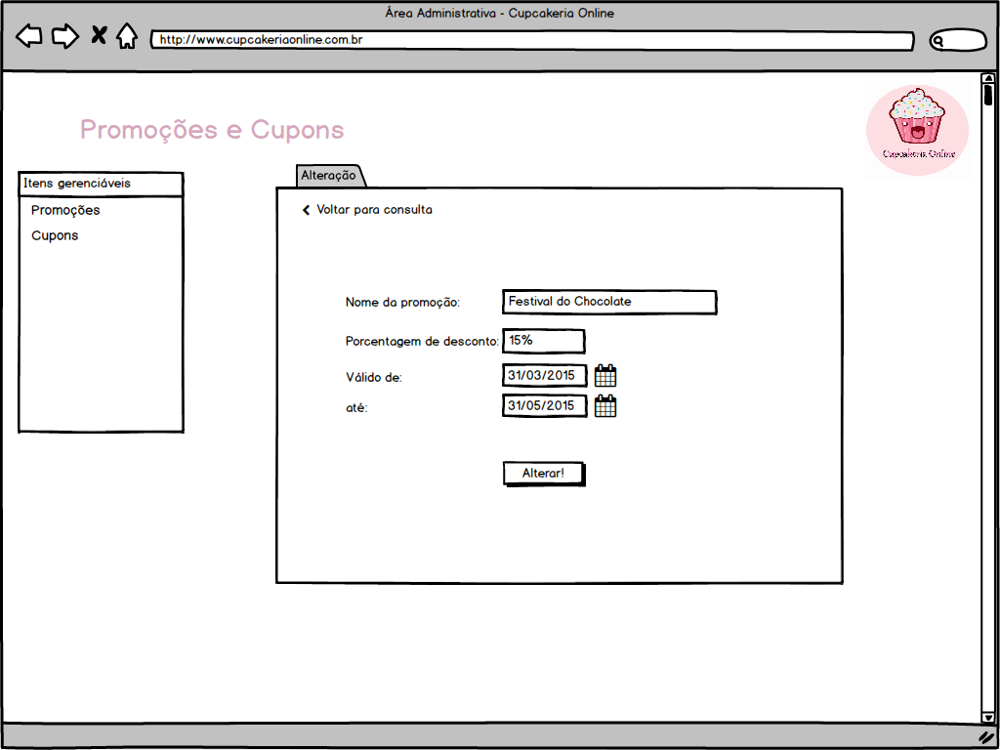 Área Administrativa - Cupcakeria Online
http://www.cupcakeriaonline.com.br
Promoções e Cupons
Cupcakeria Online
Itens gerenciáveis
Promoções
Cupons
Alteração
Voltar para consulta
Nome da promoção: Festival do Chocolate
Porcentagem de desconto: 15%
Válido de: 31/03/2015
até: 31/05/2015
Alterar!